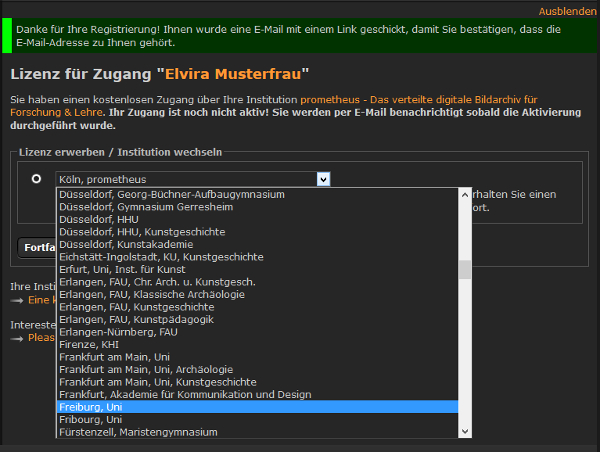 Ausblenden
Danke für Ihre Registrierung! Ihnen wurde eine E-Mail mit einem Link geschickt, damit Sie bestätigen, dass die
E-Mail-Adresse zu Ihnen gehört.
Lizenz für Zugang "Elvira Musterfrau"
Sie haben einen kostenlosen Zugang über Ihre Institution prometheus - Das verteilte digitale Bildarchiv für
Forschung & Lehre. Ihr Zugang ist noch nicht aktiv! Sie werden per E-Mail benachrichtigt sobald die Aktivierung
durchgeführt wurde.
Lizenz erwerben / Institution wechseln
Köln, prometheus
Düsseldorf, Georg-Büchner-Aufbaugymnasium
rhalten Sie einen
Düsseldorf, Gymnasium Gerresheim
ort.
Düsseldorf, HHU
Düsseldorf, HHU, Kunstgeschichte
Düsseldorf, Kunstakademie
Fortfa
Eichstätt-Ingolstadt, KU, Kunstgeschichte
Erfurt, Uni, Inst. für Kunst
Erlangen, FAU, Chr. Arch. u. Kunstgesch.
Ihre Insti
Erlangen, FAU, Klassische Archäologie
Eine k
Erlangen, FAU, Kunstgeschichte
Erlangen, FAU, Kunstpädagogik
Interesse
Erlangen-Nürnberg, FAU
Pleas
Firenze, KHI
Frankfurt am Main, Uni
Frankfurt am Main, Uni, Archäologie
Frankfurt am Main, Uni, Kunstgeschichte
Frankfurt, Akademie für Kommunikation und Design
Freiburg, Uni
Fribourg, Uni
Fürstenzell, Maristengymnasium